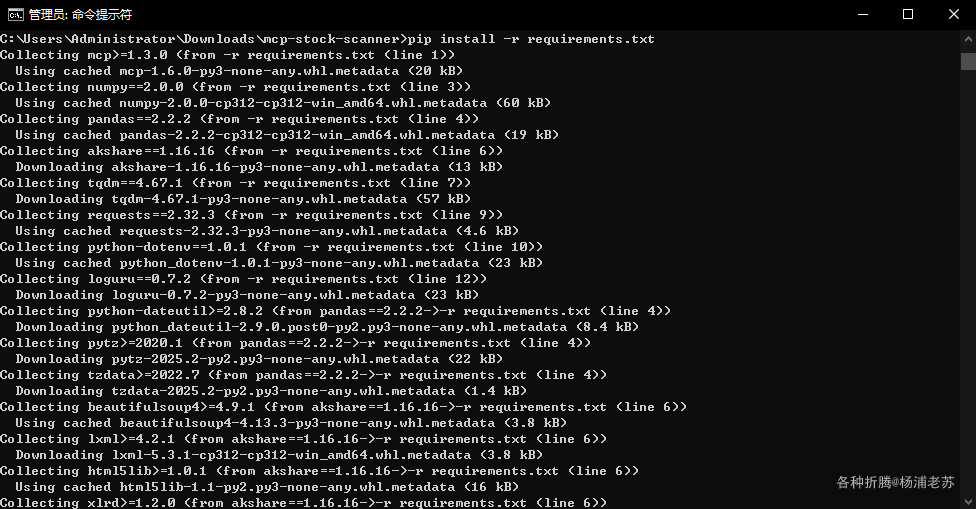 管理员: 命令提示符
C:\Users\Administrator\Downloads\mcp-stock-scanner>pip install -r requirements.txt
Collecting mcp>=1.3.0 (from -r requirements.txt (line 1))
  Using cached mcp-1.6.0-py3-none-any.whl.metadata (20 kB)
Collecting numpy==2.0.0 (from -r requirements.txt (line 3))
  Using cached numpy-2.0.0-cp312-cp312-win_amd64.whl.metadata (60 kB)
Collecting pandas==2.2.2 (from -r requirements.txt (line 4))
  Using cached pandas-2.2.2-cp312-cp312-win_amd64.whl.metadata (19 kB)
Collecting akshare==1.16.16 (from -r requirements.txt (line 6))
  Downloading akshare-1.16.16-py3-none-any.whl.metadata (13 kB)
Collecting tqdm==4.67.1 (from -r requirements.txt (line 7))
  Downloading tqdm-4.67.1-py3-none-any.whl.metadata (57 kB)
Collecting requests==2.32.3 (from -r requirements.txt (line 9))
  Using cached requests-2.32.3-py3-none-any.whl.metadata (4.6 kB)
Collecting python-dotenv==1.0.1 (from -r requirements.txt (line 10))
  Using cached python_dotenv-1.0.1-py3-none-any.whl.metadata (23 kB)
Collecting loguru==0.7.2 (from -r requirements.txt (line 12))
  Downloading loguru-0.7.2-py3-none-any.whl.metadata (23 kB)
Collecting python-dateutil>=2.8.2 (from pandas==2.2.2->-r requirements.txt (line 4))
  Downloading python_dateutil-2.9.0.post0-py2.py3-none-any.whl.metadata (8.4 kB)
Collecting pytz>=2020.1 (from pandas==2.2.2->-r requirements.txt (line 4))
  Downloading pytz-2025.2-py2.py3-none-any.whl.metadata (22 kB)
Collecting tzdata>=2022.7 (from pandas==2.2.2->-r requirements.txt (line 4))
  Downloading tzdata-2025.2-py2.py3-none-any.whl.metadata (1.4 kB)
Collecting beautifulsoup4>=4.9.1 (from akshare==1.16.16->-r requirements.txt (line 6))
  Using cached beautifulsoup4-4.13.3-py3-none-any.whl.metadata (3.8 kB)
Collecting lxml>=4.2.1 (from akshare==1.16.16->-r requirements.txt (line 6))
  Downloading lxml-5.3.1-cp312-cp312-win_amd64.whl.metadata (3.8 kB)
Collecting html5lib>=1.0.1 (from akshare==1.16.16->-r requirements.txt (line 6))
  Using cached html5lib-1.1-py2.py3-none-any.whl.metadata (16 kB)
Collecting xlrd>=1.2.0 (from akshare==1.16.16->-r requirements.txt (line 6))
各种折腾@杨浦老苏